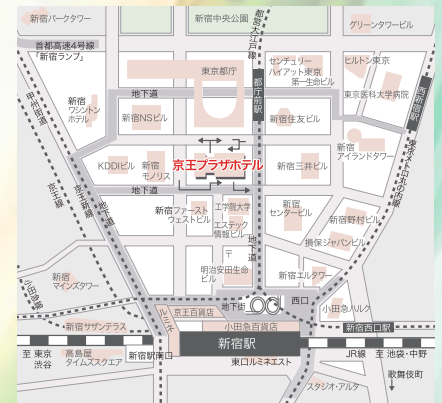 新宿パークタワー
新宿中央公園
都営大江戸線
グリーンタワービル
首都高速4号線
「新宿ランプ」
東京都庁
センチュリー
ハイアット東京
第一生命ビル
ヒルトン東京
東京医科大学病院
都庁前駅
西新宿駅
地下道
甲州街道
新宿
ワシントン
ホテル
新宿NSビル
新宿住友ビル
新宿
アイランドタワー
東京メトロ丸の内線
KDDIビル
新宿
モノリス
京王プラザホテル
新宿三井ビル
京王線
京王新線
地下道
地下道
新宿ファースト
ウェストビル
工学院大学
エステック
情報ビル
新宿
センタービル
新宿野村ビル
損保ジャパンビル
地下道
〒
明治安田生命
ビル
新宿エルタワー
小田急線
新宿
マインズタワー
地下街
西口
小田急ハルク
ルミネ
京王百貨店
新宿サザンテラス
小田急百貨店
新宿西口駅
至 東京
渋谷
高島屋
タイムズスクエア
新宿駅南口
新宿駅
JR線
至 池袋・中野
東口ルミネエスト
歌舞伎町
スタジオ・アルタ